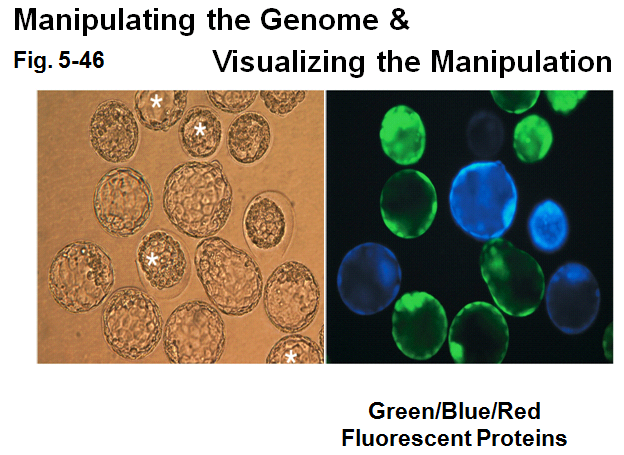 Manipulating the Genome &
Fig. 5-46
Visualizing the Manipulation
* * * *
Green/Blue/Red
Fluorescent Proteins